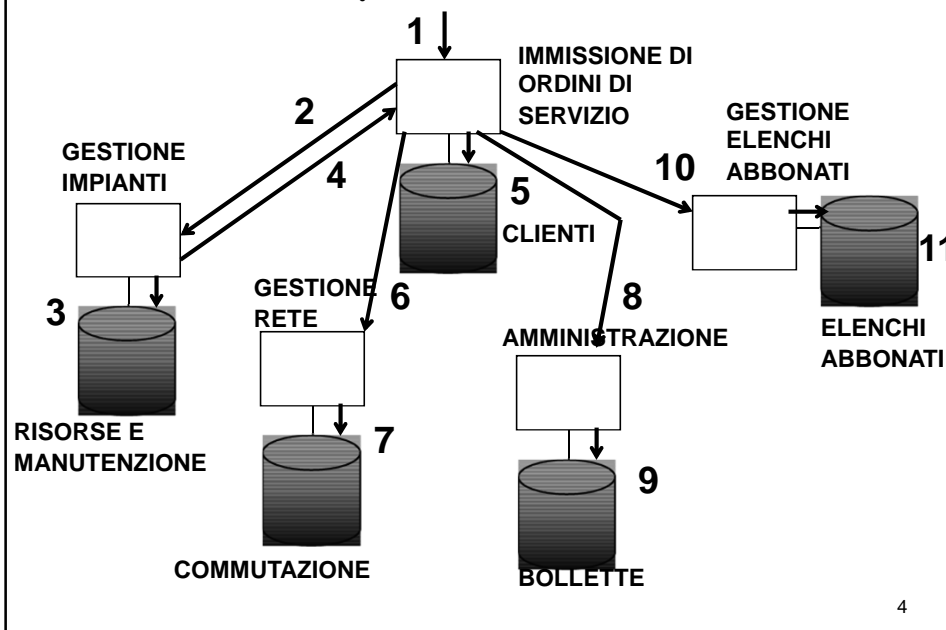 1
IMMISSIONE DI
ORDINI DI
SERVIZIO
2
GESTIONE
ELENCHI
ABBONATI
GESTIONE
IMPIANTI
4
10
5
CLIENTI
11
3
GESTIONE
RETE
6
8
AMMINISTRAZIONE
ELENCHI
ABBONATI
RISORSE E
MANUTENZIONE
7
9
COMMUTAZIONE
BOLLETTE
4